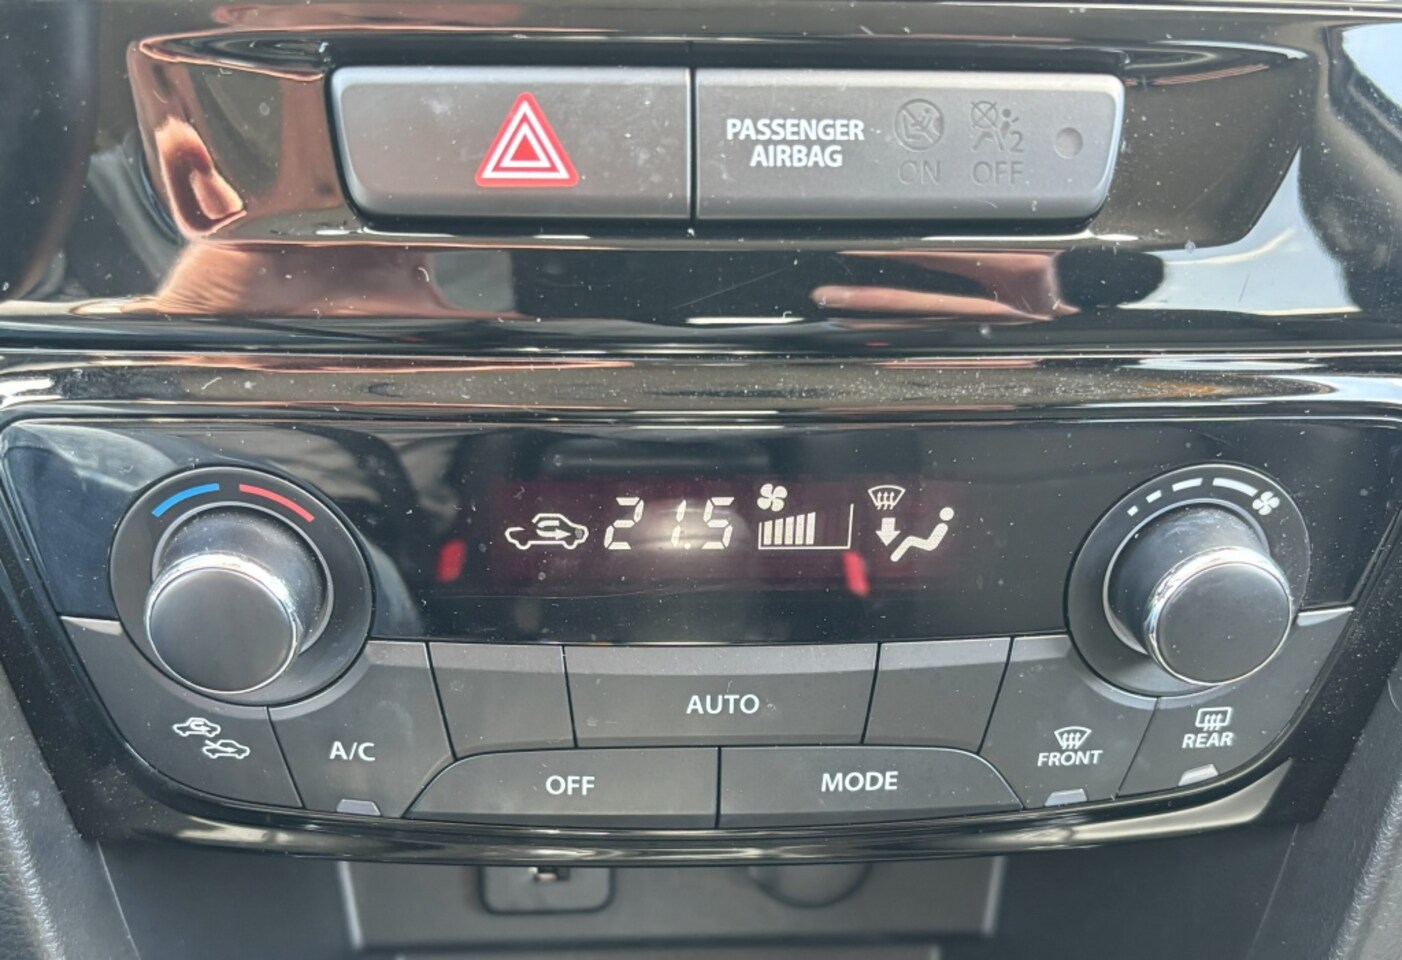 PASSENGER
AIRBAG
ON
OFF
21.5
AUTO
A/C
OFF
MODE
FRONT
REAR